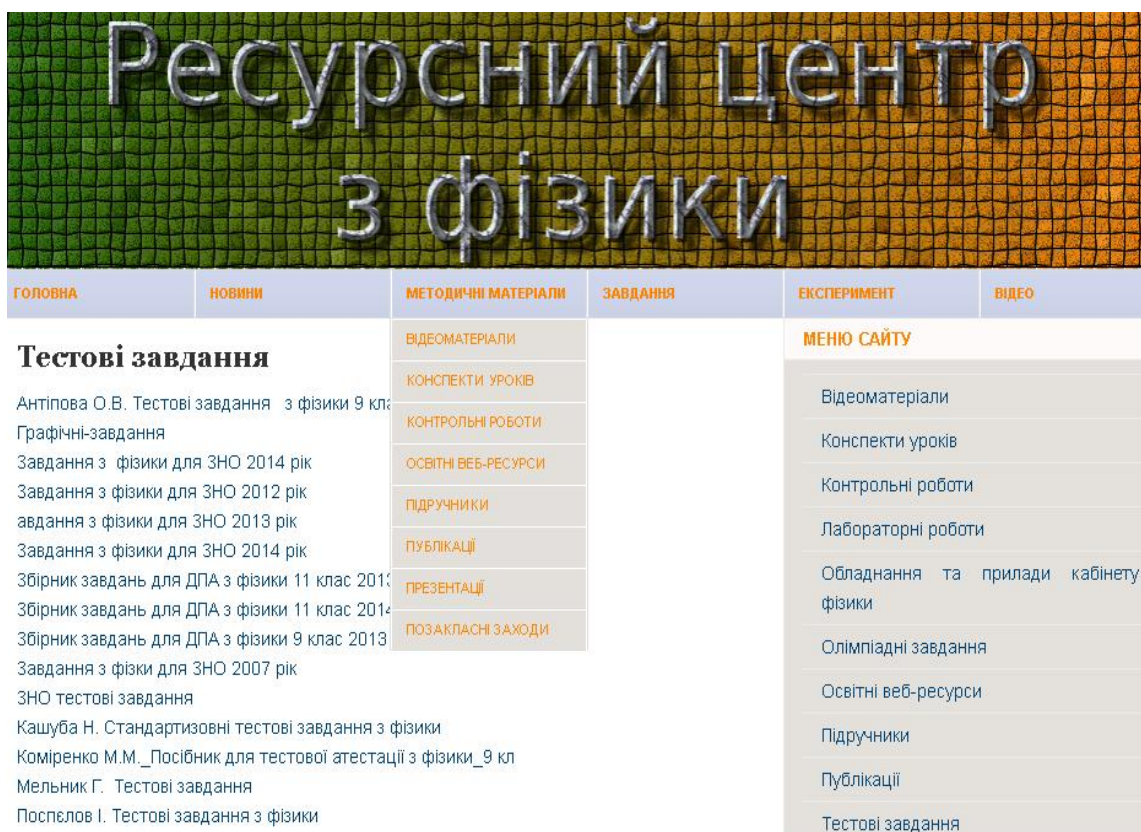 Ресурсний центр
з фізики
ГОЛОВНА
НОВИНИ
МЕТОДИЧНІ МАТЕРІАЛИ
ЗАВДАННЯ
ЕКСПЕРИМЕНТ
ВІДЕО
Тестові завдання
Антіпова О.В. Тестові завдання з фізики 9
Графічні-завдання
Завдання з фізики для ЗНО 2014 рік
Завдання з фізики для ЗНО 2012 рік
авдання з фізики для ЗНО 2013 рік
Завдання з фізики для ЗНО 2014 рік
Збірник завдань для ДПА з фізики 11 клас
Збірник завдань для ДПА з фізики 11 клас
Збірник завдань для ДПА з фізики 9 клас 2013
Завдання з фізки для ЗНО 2007 рік
ЗНО тестові завдання
Кашуба Н. Стандартизовні тестові завдання з фізики
Коміренко М.М._Посібник для тестової атестації з фізики_9 кл
Мельник Г. Тестові завдання
Поспєлов І. Тестові завдання з фізики
ВІДЕОМАТЕРІАЛИ
КОНСПЕКТИ УРОКІВ
КОНТРОЛЬНІ РОБОТИ
ОСВІТНІ ВЕБ-РЕСУРСИ
ПІДРУЧНИКИ
ПУБЛІКАЦІЇ
ПРЕЗЕНТАЦІЇ
ПОЗАКЛАСНІ ЗАХОДИ
МЕНЮ САЙТУ
Відеоматеріали
Конспекти уроків
Контрольні роботи
Лабораторні роботи
Обладнання та прилади кабінету
фізики
Олімпіадні завдання
Освітні веб-ресурси
Підручники
Публікації
Тестові завдання